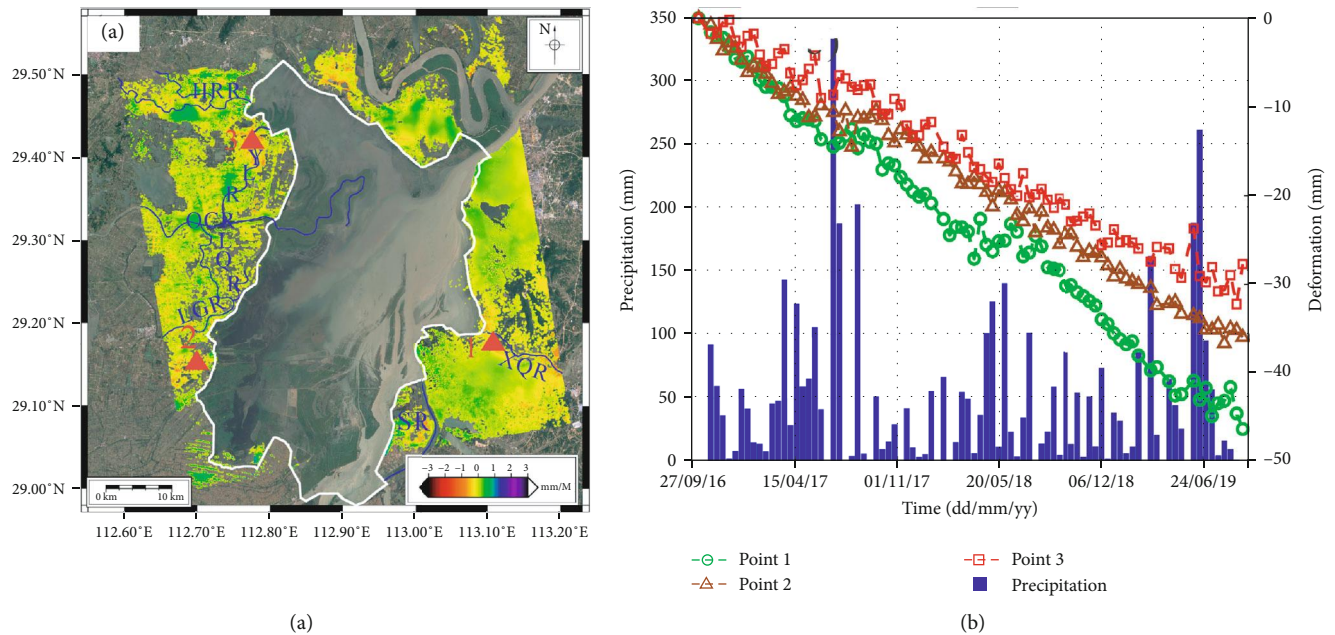 (a)
N
29.50°N
29.40°N
29.30°N
29.20°N
29.10°N
29.00°N
HRR
QCR
LQR
LGR
2
1
XQR
SR
0 km 10 km
−3 −2 −1 0 1 2 3
mm/M
112.60°E 112.70°E 112.80°E 112.90°E 113.00°E 113.10°E 113.20°E
(a)
(b)
350
300
250
200
150
100
50
0
Precipitation (mm)
0
−10
−20
−30
−40
−50
Deformation (mm)
27/09/16 15/04/17 01/11/17 20/05/18 06/12/18 24/06/19
Time (dd/mm/yy)
Point 1
Point 2
Point 3
Precipitation
(b)